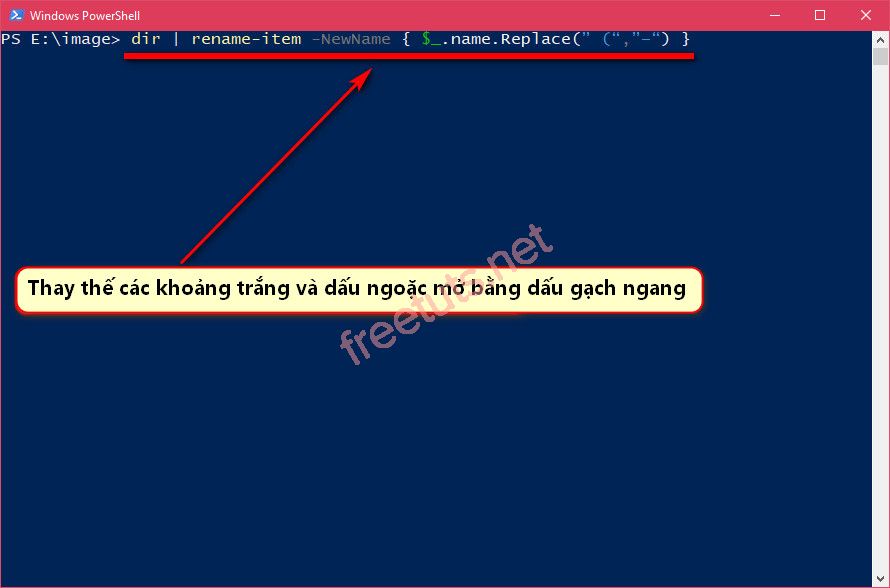 Windows PowerShell
PS E:\image> dir | rename-item -NewName { $_.name.Replace(” (“,”-“) }
Thay thế các khoảng trắng và dấu ngoặc mở bằng dấu gạch ngang
freetuts.net